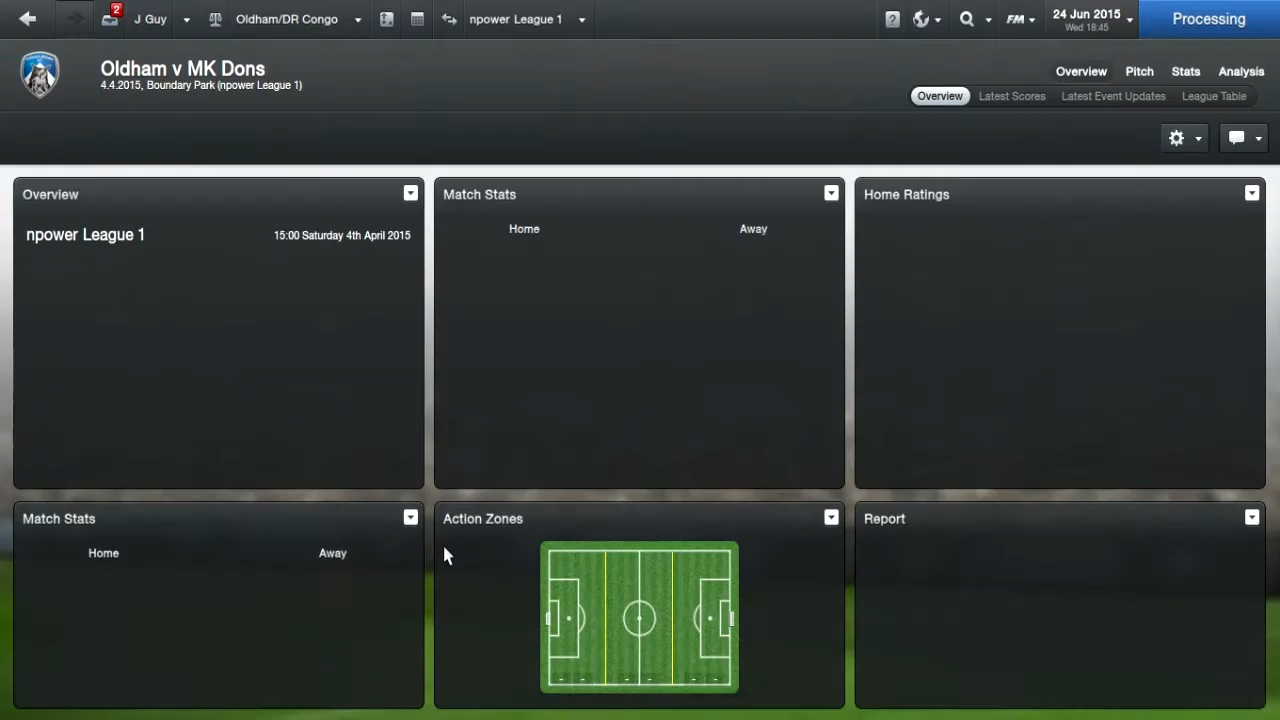 2
J Guy
Oldham/DR Congo
npower League 1
?
FM
24 Jun 2015
Wed 18:45
Processing
Oldham v MK Dons
4.4.2015, Boundary Park (npower League 1)
Overview Pitch Stats Analysis
Overview Latest Scores Latest Event Updates League Table
Overview
npower League 1 15:00 Saturday 4th April 2015
Match Stats
Home Away
Home Ratings
Match Stats
Home Away
Action Zones
Report